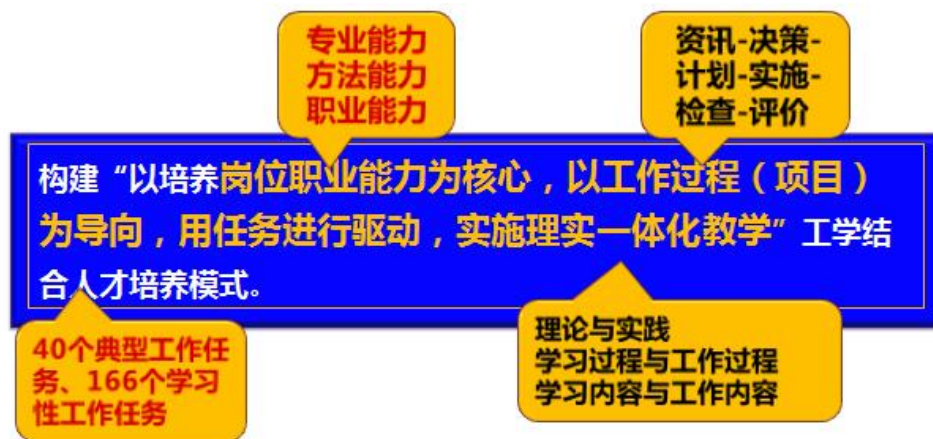 专业能力
方法能力
职业能力
资讯-决策-
计划-实施-
检查-评价
构建“以培养岗位职业能力为核心，以工作过程（项目）
为导向，用任务进行驱动，实施理实一体化教学”工学结
合人才培养模式。
40个典型工作任
务、166个学习
性工作任务
理论与实践
学习过程与工作过程
学习内容与工作内容